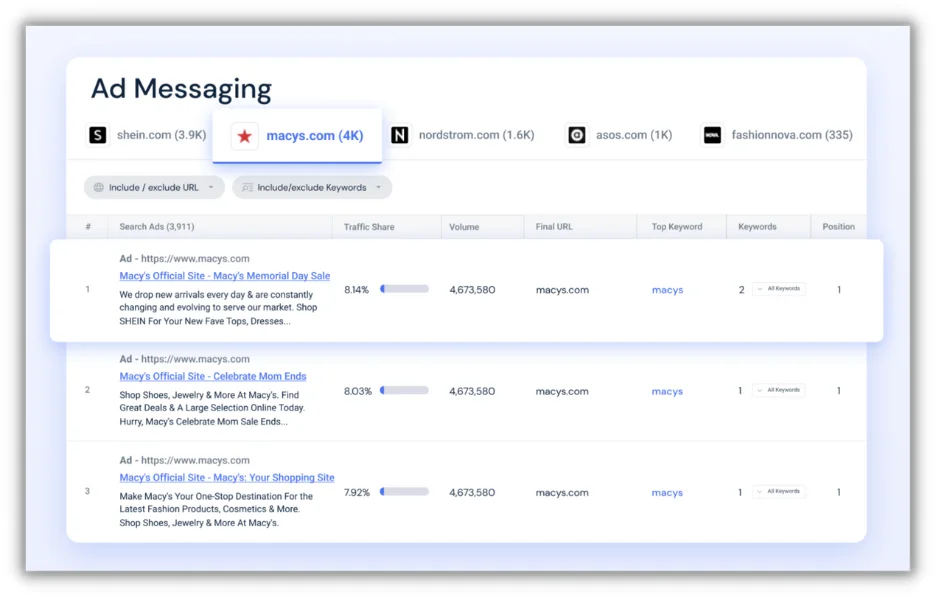 Ad Messaging
S shein.com (3.9K) macys.com (4K) N nordstrom.com (1.6K) a asos.com (1K) NOVA fashionnova.com (335)
Include / exclude URL Include/exclude Keywords
# Search Ads (3,911) Traffic Share Volume Final URL Top Keyword Keywords Position
Ad - https://www.macys.com
Macy's Official Site - Macy's Memorial Day Sale
1 8.14% 4,673,580 macys.com macys 2 All Keywords 1
We drop new arrivals every day & are constantly
changing and evolving to serve our market. Shop
SHEIN For Your New Fave Tops, Dresses...
Ad - https://www.macys.com
Macy's Official Site - Celebrate Mom Ends
2 8.03% 4,673,580 macys.com macys 1 All Keywords 1
Shop Shoes, Jewelry & More At Macy's. Find
Great Deals & A Large Selection Online Today.
Hurry, Macy's Celebrate Mom Sale Ends...
Ad - https://www.macys.com
Macy's Official Site - Macy's: Your Shopping Site
3 7.92% 4,673,580 macys.com macys 1 All Keywords 1
Make Macy's Your One-Stop Destination For the
Latest Fashion Products, Cosmetics & More.
Shop Shoes, Jewelry & More At Macy's.